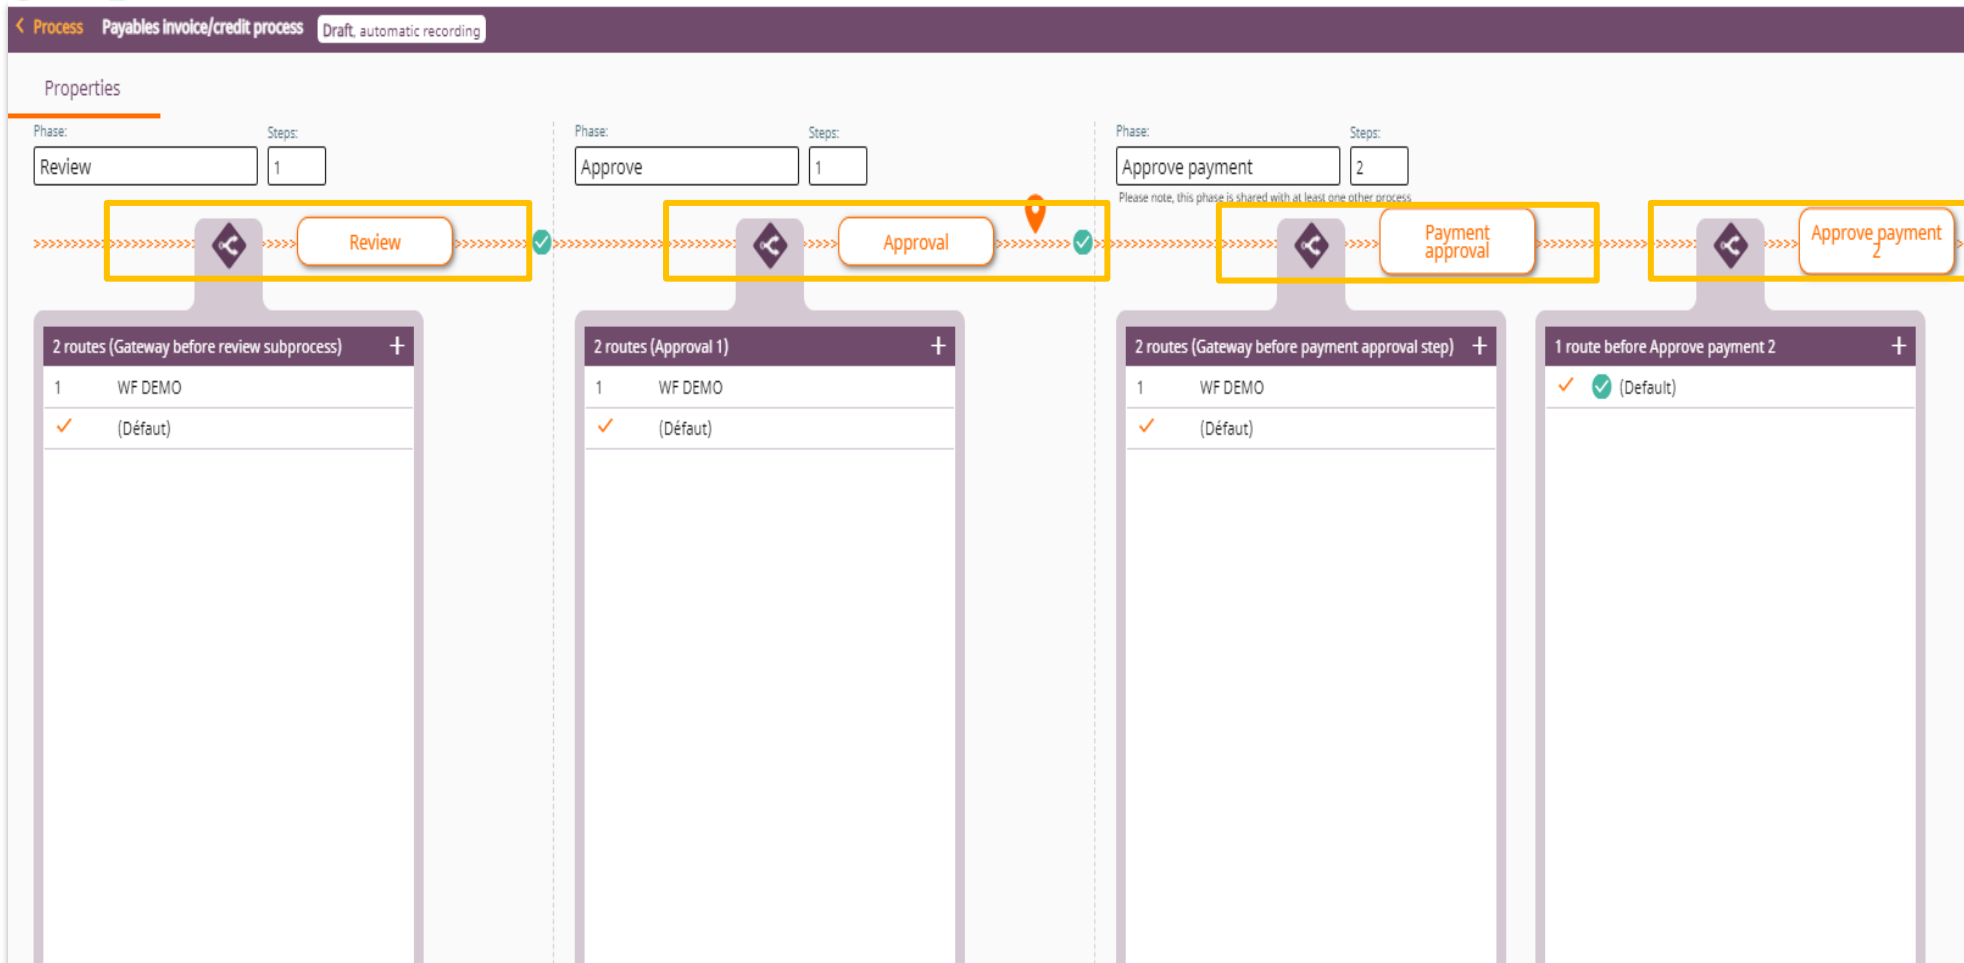 Process Payables invoice/credit process Draft, automatic recording
Properties
Phase: Steps:
Review 1
Phase: Steps:
Approve 1
Phase: Steps:
Approve payment 2
Please note, this phase is shared with at least one other process
Review
Approval
Payment
approval
Approve payment
2
2 routes (Gateway before review subprocess) +
1 WF DEMO
(Défaut)
2 routes (Approval 1) +
1 WF DEMO
(Défaut)
2 routes (Gateway before payment approval step) +
1 WF DEMO
(Défaut)
1 route before Approve payment 2 +
(Default)